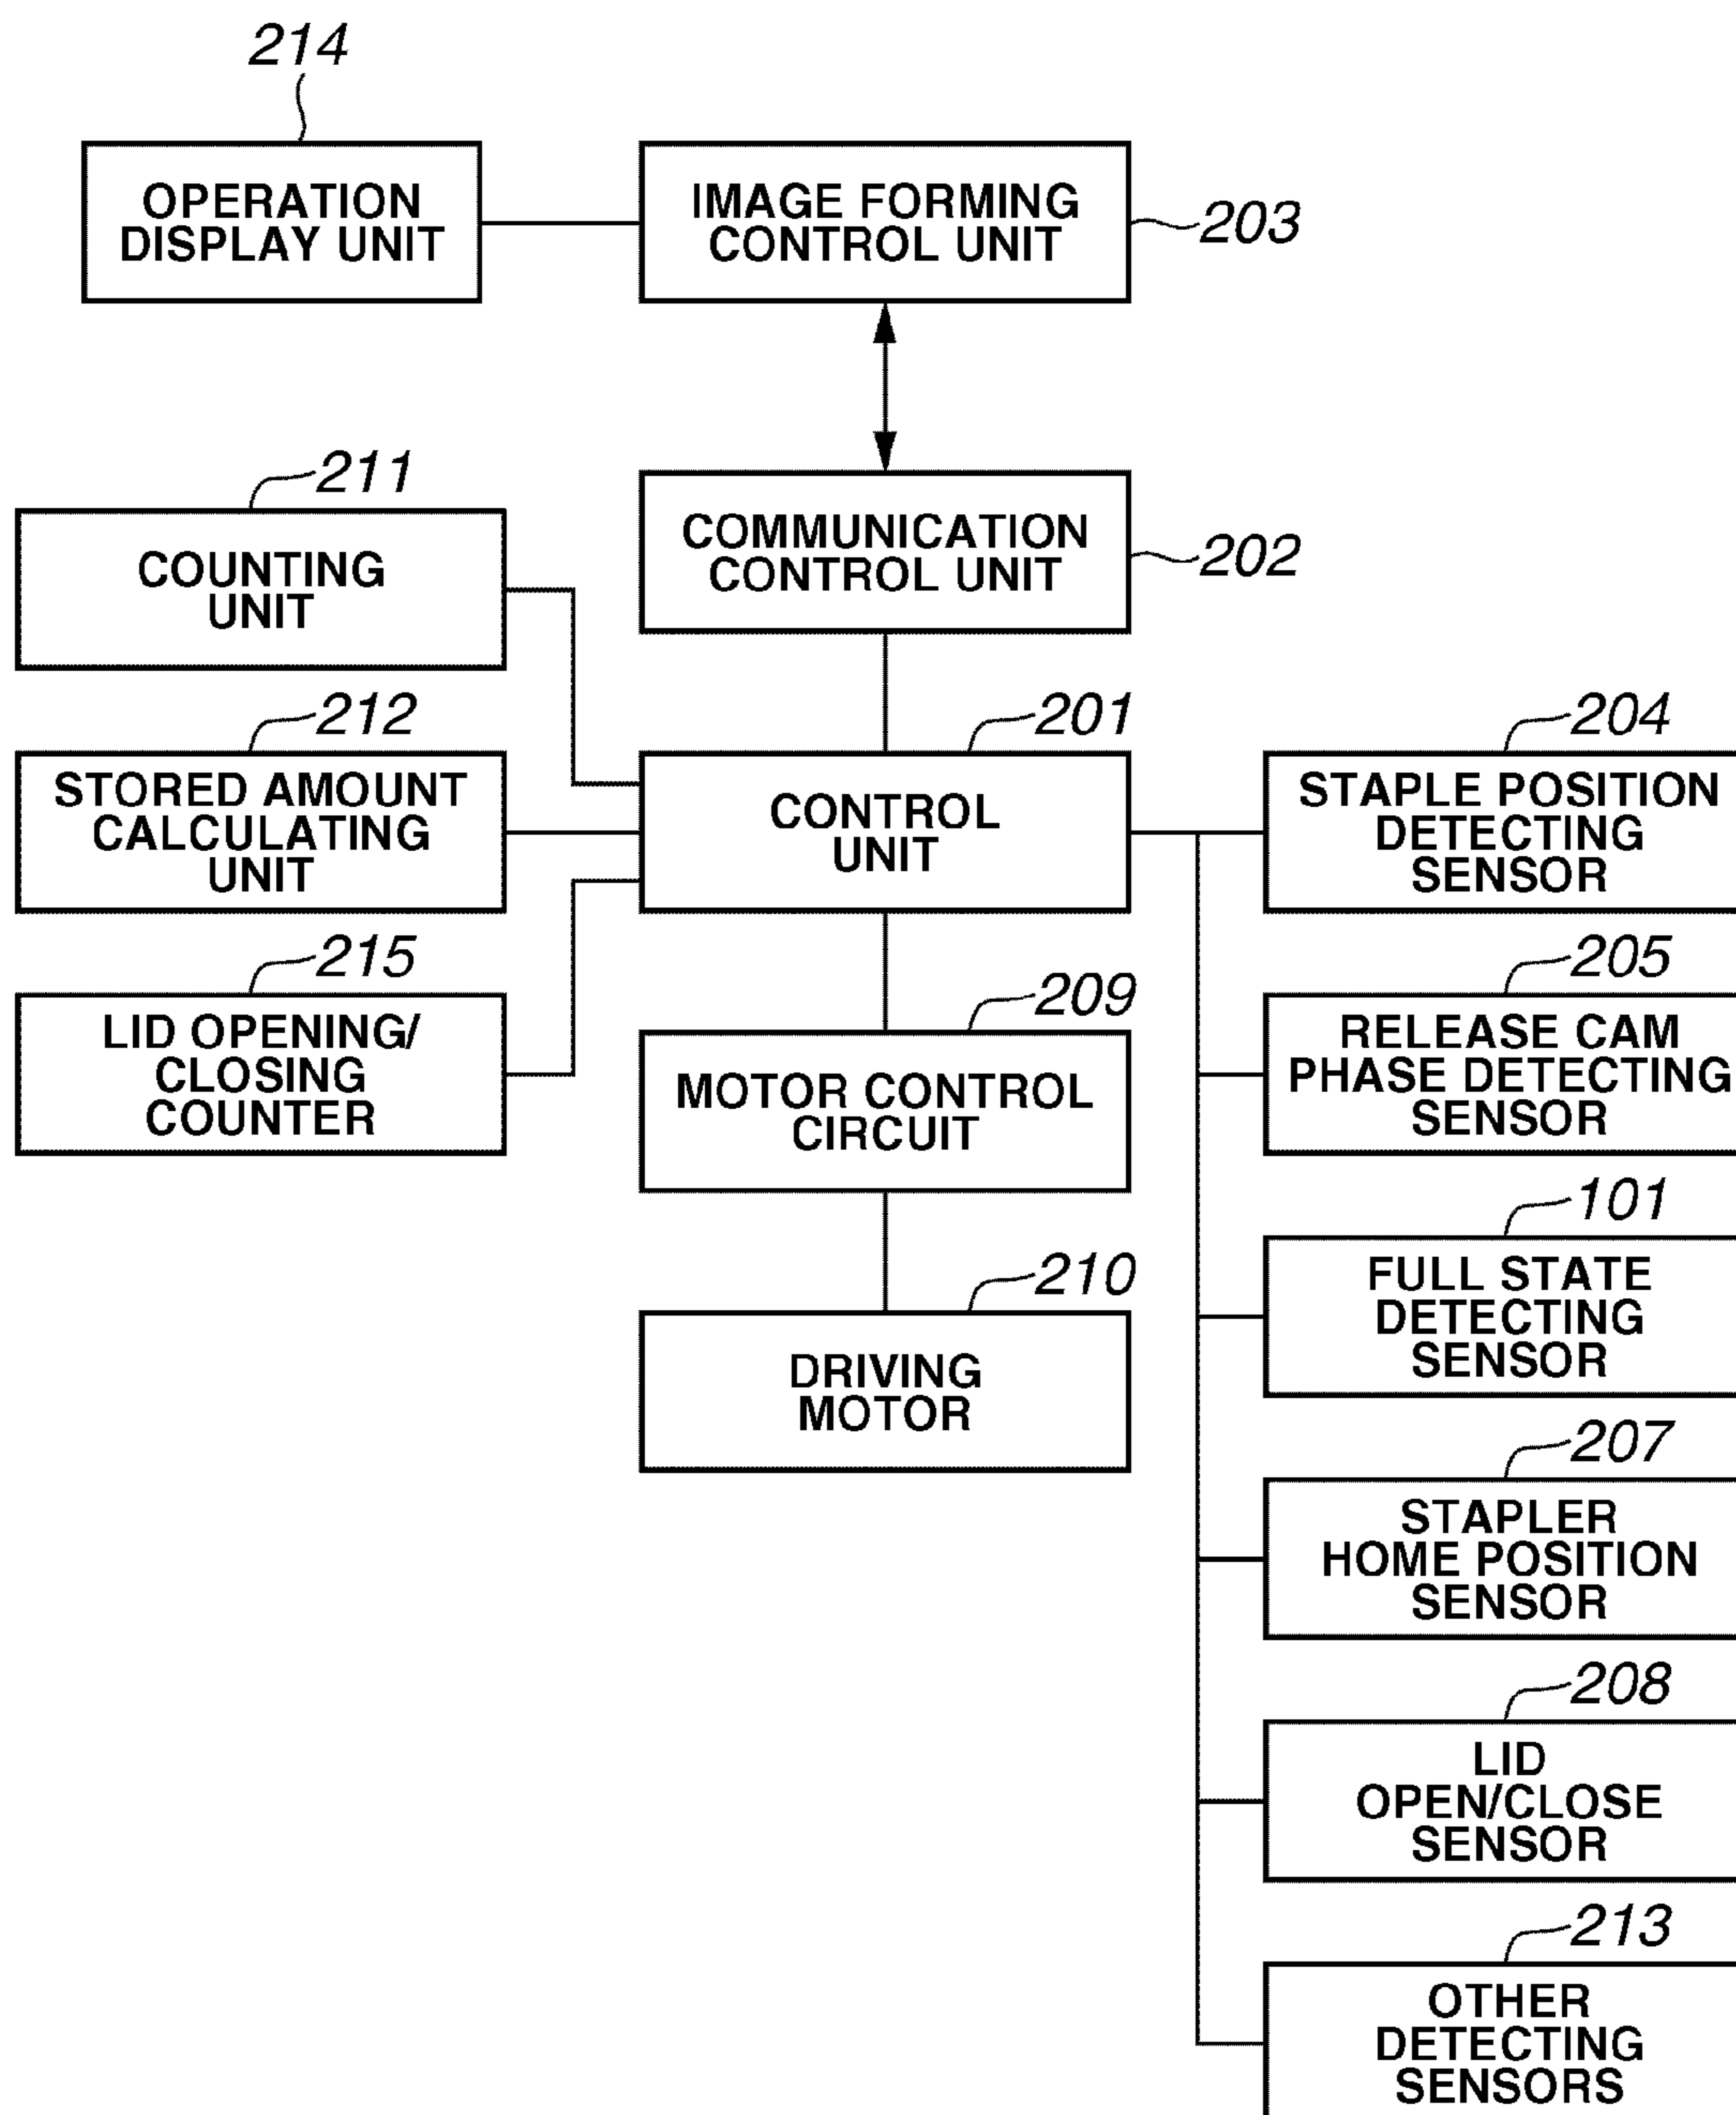 214
OPERATION
DISPLAY UNIT
IMAGE FORMING
CONTROL UNIT
203
211
COUNTING
UNIT
COMMUNICATION
CONTROL UNIT
202
212
STORED AMOUNT
CALCULATING
UNIT
201
CONTROL
UNIT
204
STAPLE POSITION
DETECTING
SENSOR
215
LID OPENING/
CLOSING
COUNTER
209
MOTOR CONTROL
CIRCUIT
205
RELEASE CAM
PHASE DETECTING
SENSOR
210
DRIVING
MOTOR
101
FULL STATE
DETECTING
SENSOR
207
STAPLER
HOME POSITION
SENSOR
208
LID
OPEN/CLOSE
SENSOR
213
OTHER
DETECTING
SENSORS